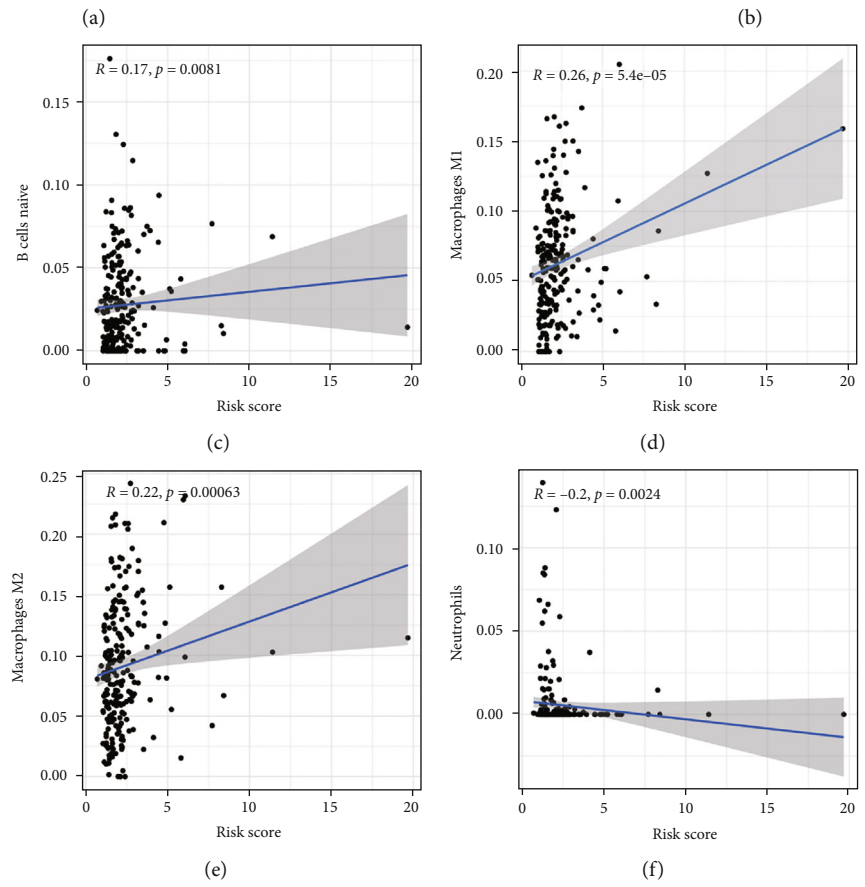 (a) (b)
R = 0.17, p = 0.0081
0.15
0.10
0.05
0.00
B cells naive
0 5 10 15 20
Risk score
(c)
R = 0.26, p = 5.4e–05
0.20
0.15
0.10
0.05
0.00
Macrophages M1
0 5 10 15 20
Risk score
(d)
R = 0.22, p = 0.00063
0.25
0.20
0.15
0.10
0.05
0.00
Macrophages M2
0 5 10 15 20
Risk score
(e)
R = –0.2, p = 0.0024
0.10
0.05
0.00
Neutrophils
0 5 10 15 20
Risk score
(f)